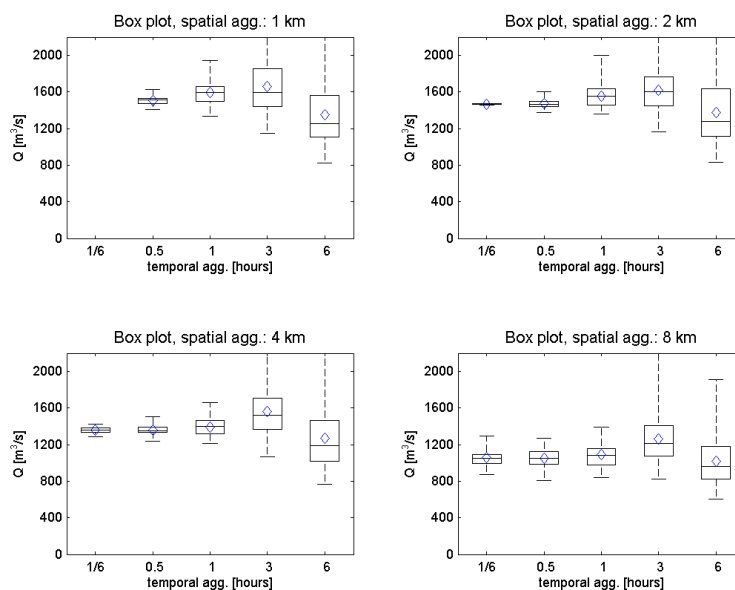 Box plot, spatial agg.: 1 km
Q [m³/s]
2000
1600
1200
800
400
0
1/6 0.5 1 3 6
temporal agg. [hours]
Box plot, spatial agg.: 2 km
Q [m³/s]
2000
1600
1200
800
400
0
1/6 0.5 1 3 6
temporal agg. [hours]
Box plot, spatial agg.: 4 km
Q [m³/s]
2000
1600
1200
800
400
0
1/6 0.5 1 3 6
temporal agg. [hours]
Box plot, spatial agg.: 8 km
Q [m³/s]
2000
1600
1200
800
400
0
1/6 0.5 1 3 6
temporal agg. [hours]